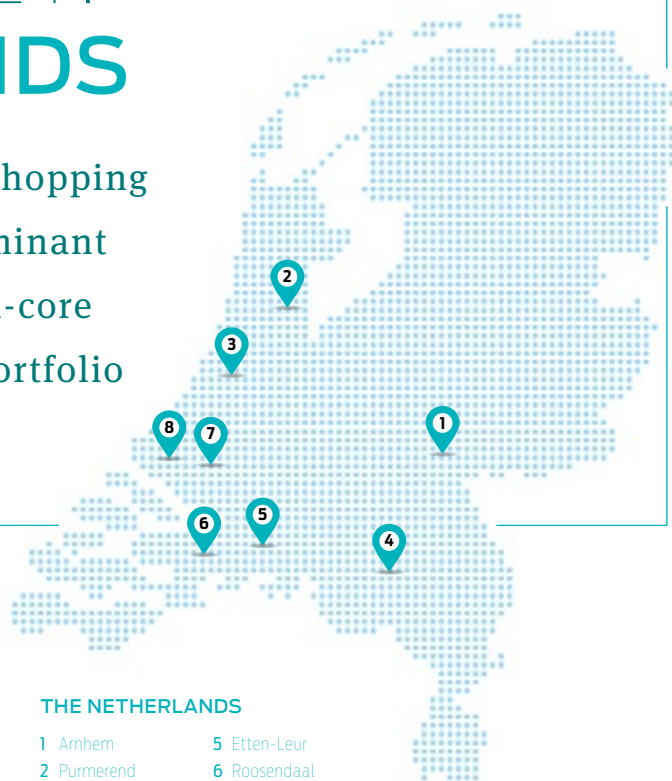 NDS
hopping
minant
-core
ortfolio
2
3
1
8
7
5
6
4
THE NETHERLANDS
1 Arnhem
2 Purmerend
5 Etten-Leur
6 Roosendaal